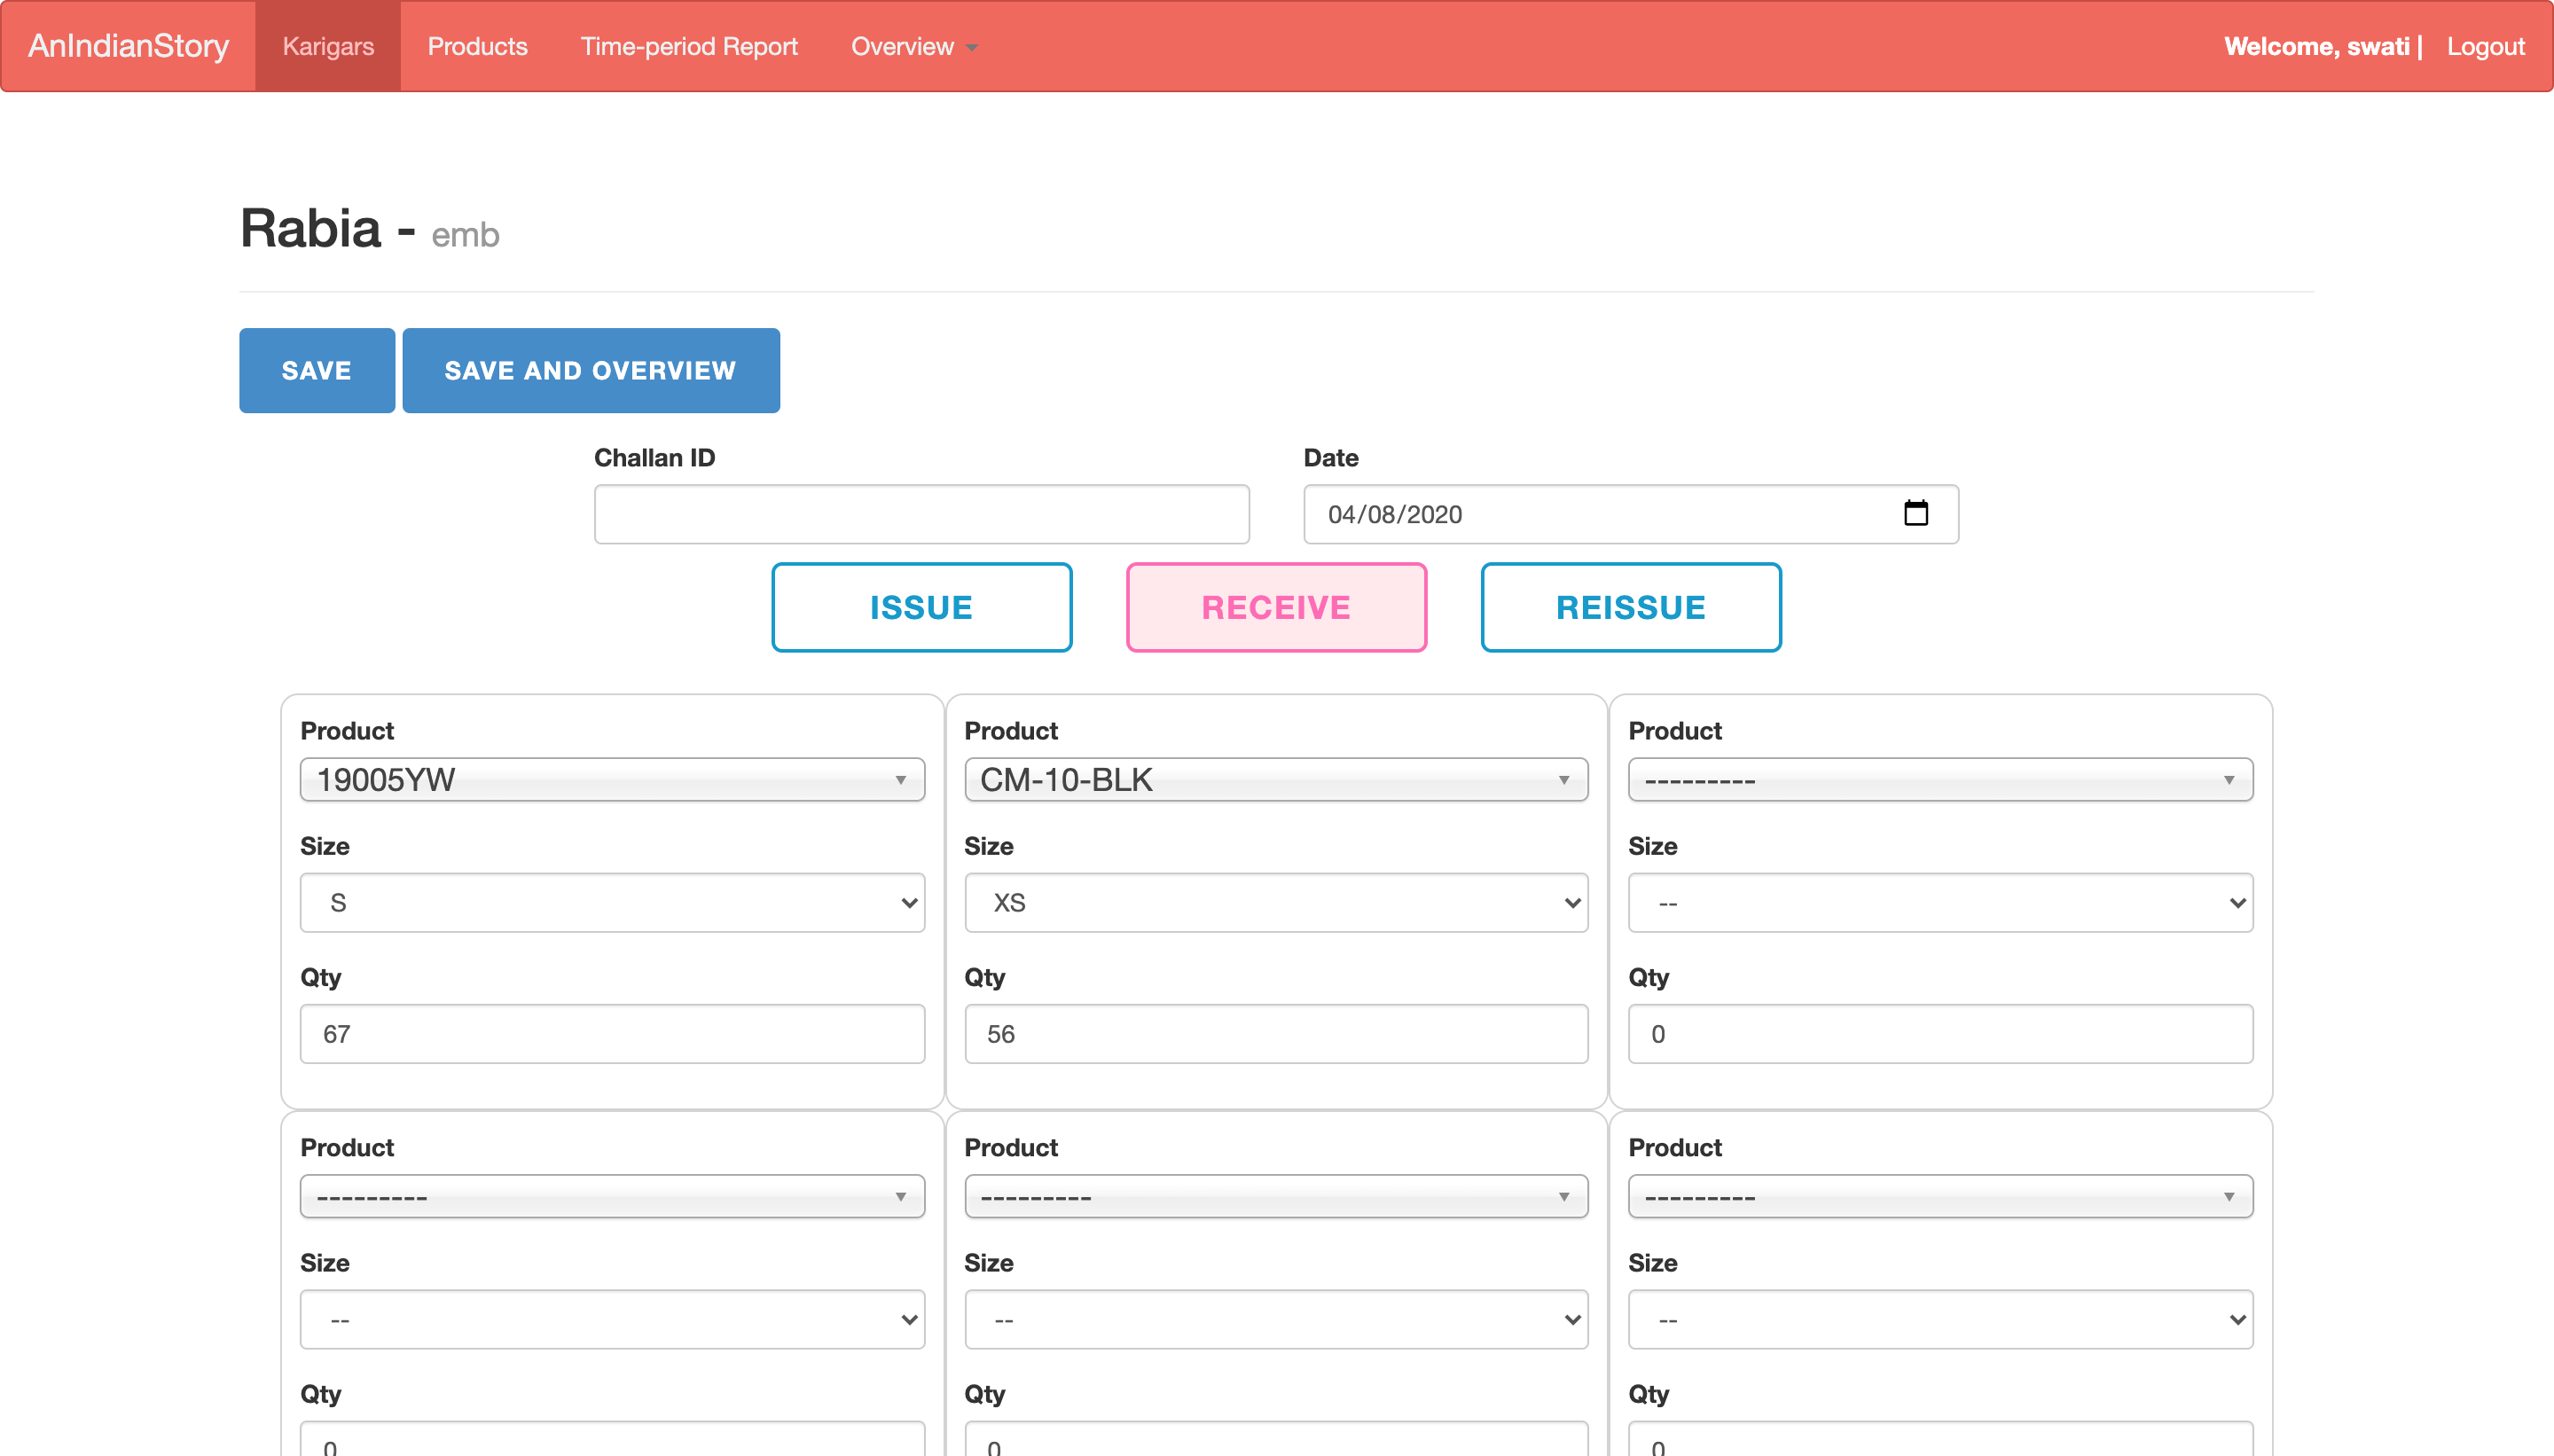 AnIndianStory Karigars Products Time-period Report Overview Welcome, swati | Logout
Rabia - emb
SAVE SAVE AND OVERVIEW
Challan ID Date
04/08/2020
ISSUE RECEIVE REISSUE
Product Product Product
19005YW CM-10-BLK ---------
Size Size Size
S XS --
Qty Qty Qty
67 56 0
Product Product Product
--------- --------- ---------
Size Size Size
-- -- --
Qty Qty Qty
0 0 0